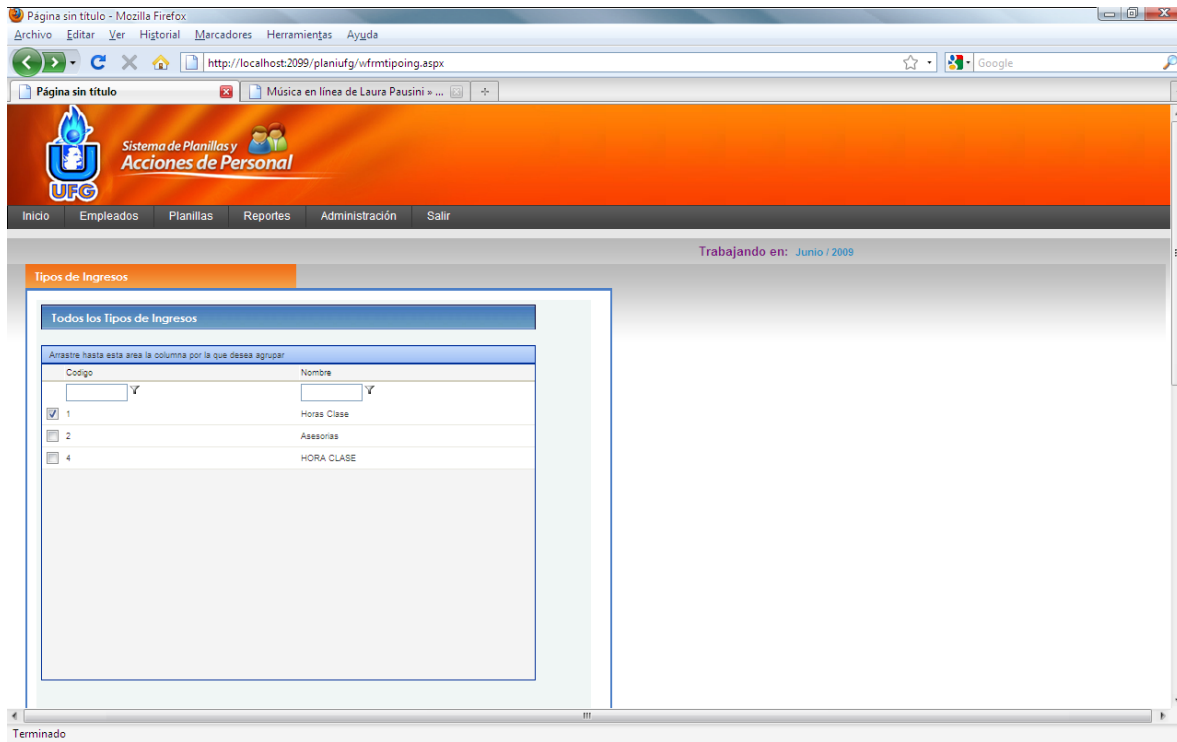 Página sin título - Mozilla Firefox
Archivo Editar Ver Historial Marcadores Herramientas Ayuda
http://localhost:2099/planiufg/wfrmtipoing.aspx Google
Página sin título Música en línea de Laura Pausini » ...
Sistema de Planillas y
Acciones de Personal
UFG
Inicio Empleados Planillas Reportes Administración Salir
Trabajando en: Junio / 2009
Tipos de Ingresos
Todos los Tipos de Ingresos
Arrastre hasta esta area la columna por la que desea agrupar
Codigo Nombre
1 Horas Clase
2 Asesorias
4 HORA CLASE
Terminado